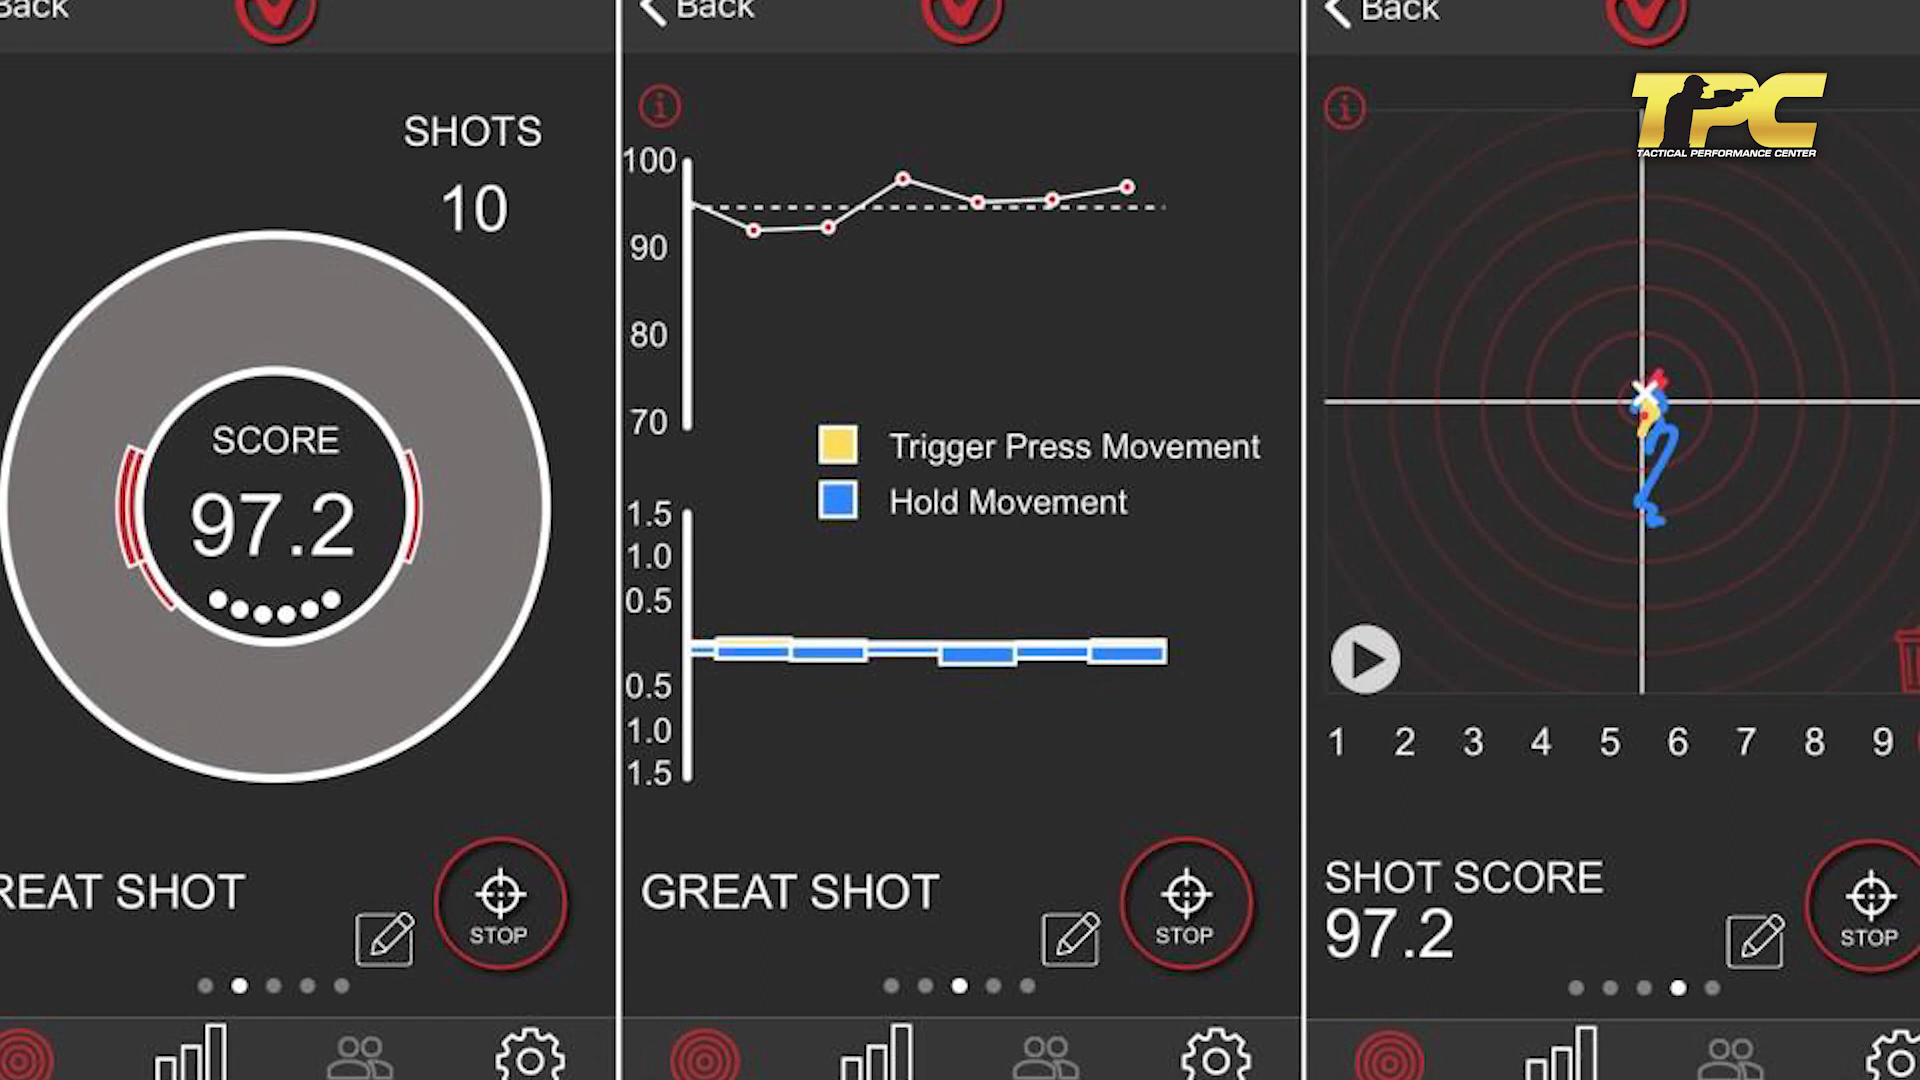 Back
SHOTS
10
SCORE
97.2
REAT SHOT
STOP
Back
100
90
80
70
Trigger Press Movement
Hold Movement
1.5
1.0
0.5
0.5
1.0
1.5
GREAT SHOT
STOP
Back
TPC
TACTICAL PERFORMANCE CENTER
1 2 3 4 5 6 7 8 9
SHOT SCORE
97.2
STOP